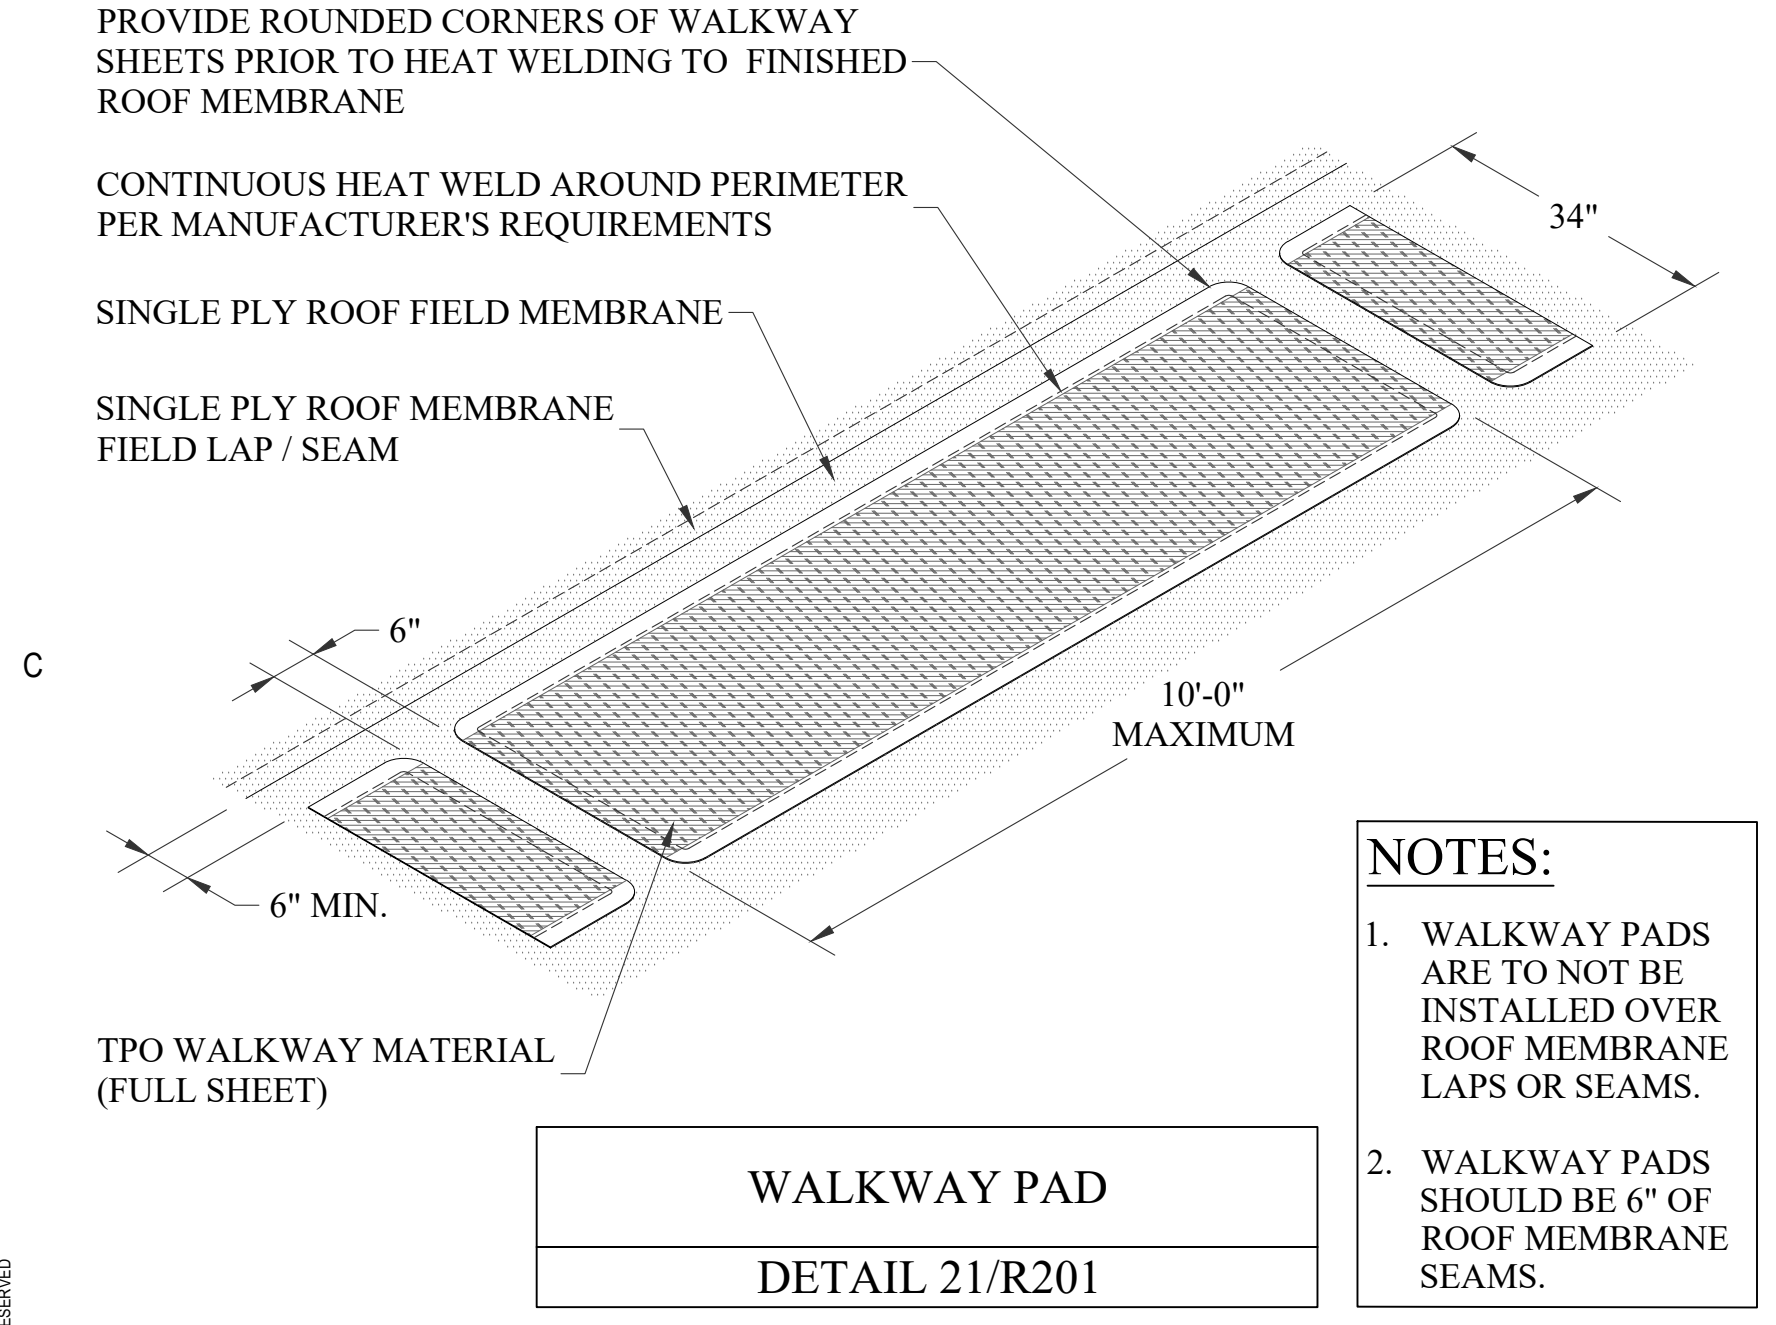 PROVIDE ROUNDED CORNERS OF WALKWAY
SHEETS PRIOR TO HEAT WELDING TO FINISHED
ROOF MEMBRANE
CONTINUOUS HEAT WELD AROUND PERIMETER
PER MANUFACTURER'S REQUIREMENTS
34"
SINGLE PLY ROOF FIELD MEMBRANE
SINGLE PLY ROOF MEMBRANE
FIELD LAP / SEAM
6"
C
10'-0"
MAXIMUM
6" MIN.
TPO WALKWAY MATERIAL
(FULL SHEET)
NOTES:
1. WALKWAY PADS
ARE TO NOT BE
INSTALLED OVER
ROOF MEMBRANE
LAPS OR SEAMS.
2. WALKWAY PADS
SHOULD BE 6" OF
ROOF MEMBRANE
SEAMS.
WALKWAY PAD
DETAIL 21/R201
ESERVED